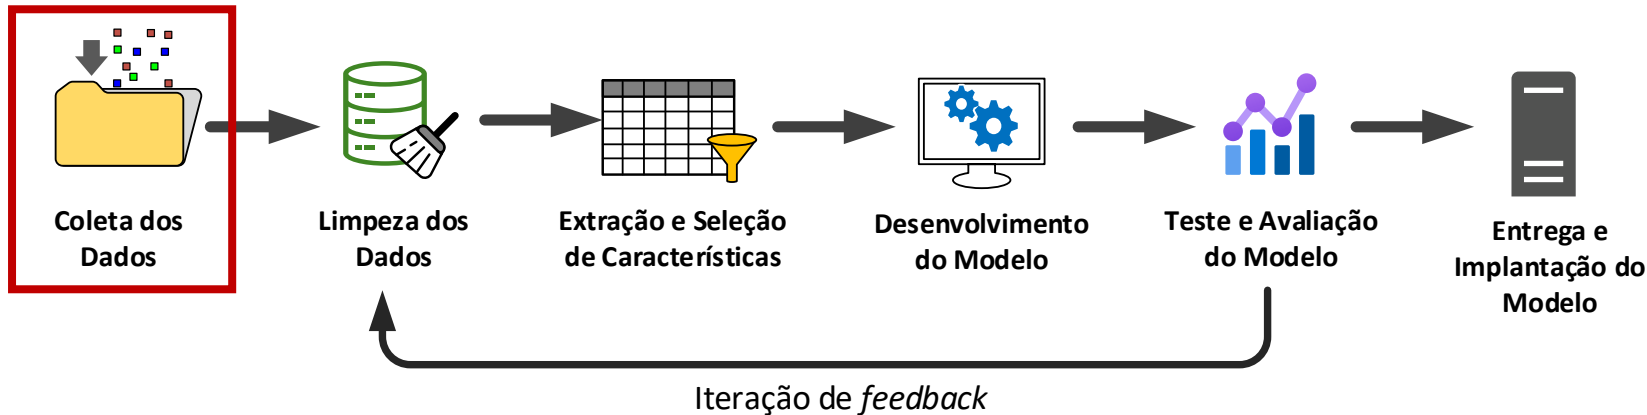 Coleta dos
Dados
Limpeza dos
Dados
Extração e Seleção
de Características
Desenvolvimento
do Modelo
Teste e Avaliação
do Modelo
Entrega e
Implantação do
Modelo
Iteração de feedback